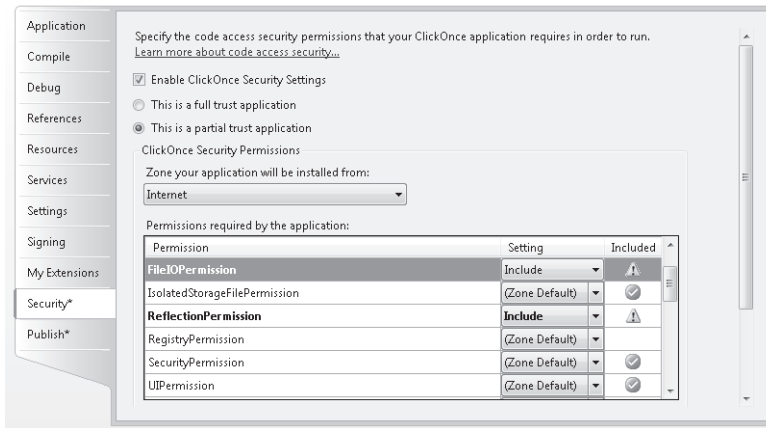 Application
Compile
Debug
References
Resources
Services
Settings
Signing
My Extensions
Security*
Publish*
Specify the code access security permissions that your ClickOnce application requires in order to run.
Learn more about code access security...
Enable ClickOnce Security Settings
This is a full trust application
This is a partial trust application
ClickOnce Security Permissions
Zone your application will be installed from:
Internet
Permissions required by the application:
Permission Setting Included
FileIOPermission Include
IsolatedStorageFilePermission (Zone Default)
ReflectionPermission Include
RegistryPermission (Zone Default)
SecurityPermission (Zone Default)
UIPermission (Zone Default)